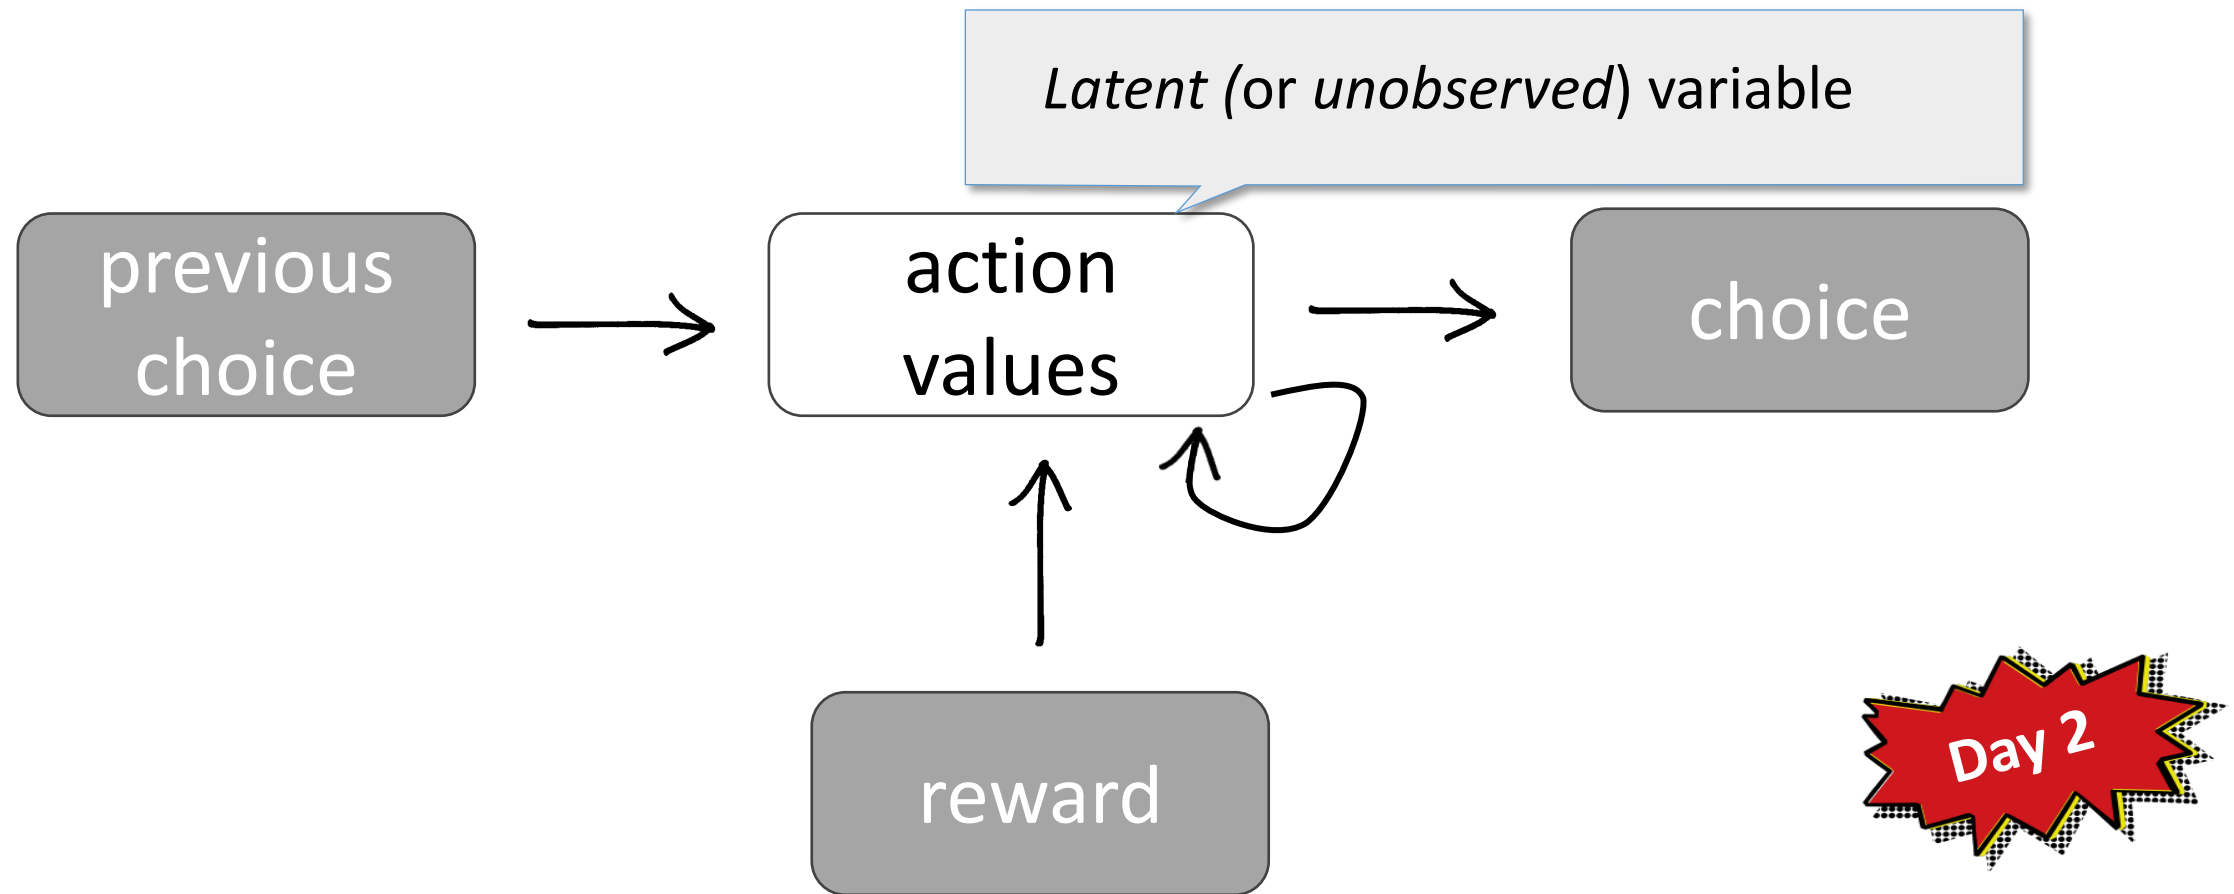 Latent (or unobserved) variable
previous
choice
action
values
choice
reward
Day 2